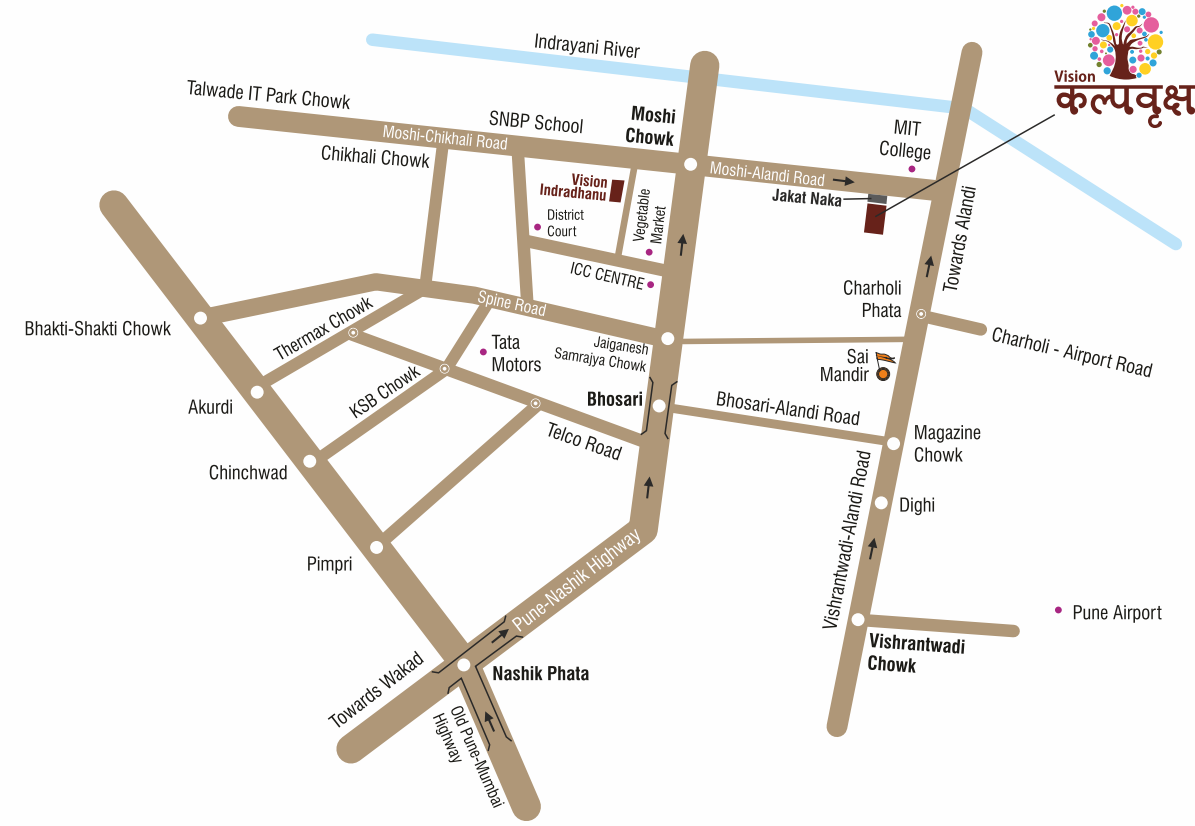 Vision
कल्पवृक्ष
Indrayani River
Talwade IT Park Chowk
SNBP School
Moshi
Chowk
MIT
College
Moshi-Chikhali Road
Chikhali Chowk
Moshi-Alandi Road
Jakat Naka
Vision
Indradhanu
District
Court
Vegetable
Market
ICC CENTRE
Towards Alandi
Charholi
Phata
Charholi - Airport Road
Spine Road
Thermax Chowk
Bhakti-Shakti Chowk
Tata
Motors
Jaiganesh
Samrajya Chowk
Sai
Mandir
KSB Chowk
Akurdi
Bhosari
Bhosari-Alandi Road
Telco Road
Magazine
Chowk
Chinchwad
Dighi
Vishrantwadi-Alandi Road
Pimpri
Pune-Nashik Highway
Pune Airport
Vishrantwadi
Chowk
Nashik Phata
Towards Wakad
Old Pune-Mumbai
Highway